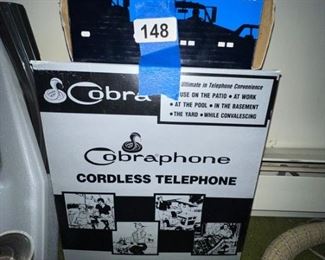 148
Cobra
Ultimate in Telephone Convenience
USE ON THE PATIO • AT WORK
• AT THE POOL • IN THE BASEMENT
THE YARD • WHILE CONVALESCING
Cobraphone
CORDLESS TELEPHONE